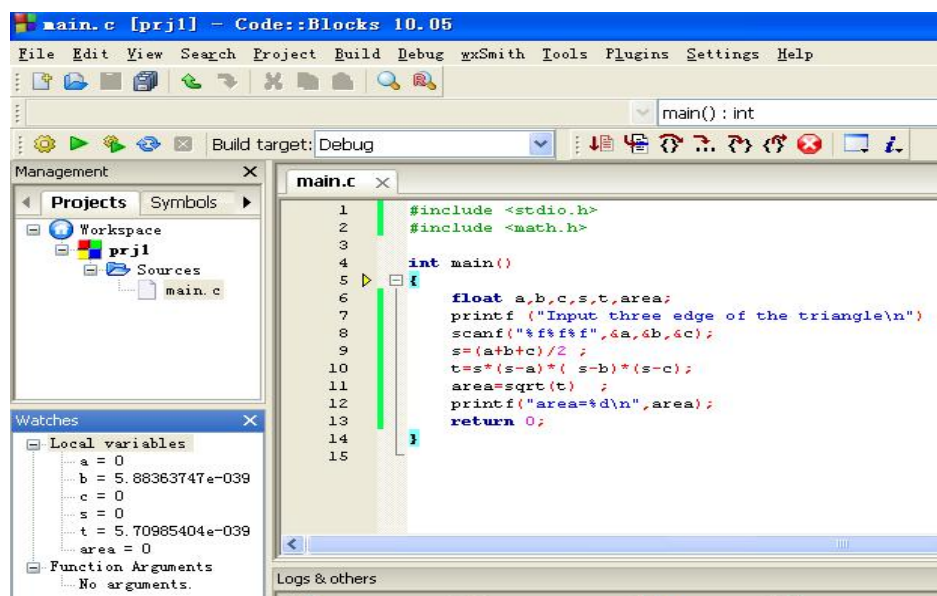 main.c [prj1] - Code::Blocks 10.05
File Edit View Search Project Build Debug wxSmith Tools Plugins Settings Help
main() : int
Build target: Debug
Management
main.c
Projects Symbols
Workspace
prj1
Sources
main.c
1 #include <stdio.h>
2 #include <math.h>
3
4 int main()
5 {
6 float a,b,c,s,t,area;
7 printf ("Input three edge of the triangle\n")
8 scanf("%f%f%f",&a,&b,&c);
9 s=(a+b+c)/2 ;
10 t=s*(s-a)*( s-b)*(s-c);
11 area=sqrt(t) ;
12 printf("area=%d\n",area);
13 return 0;
14 }
15
Watches
Local variables
a = 0
b = 5.88363747e-039
c = 0
s = 0
t = 5.70985404e-039
area = 0
Function Arguments
No arguments.
Logs & others